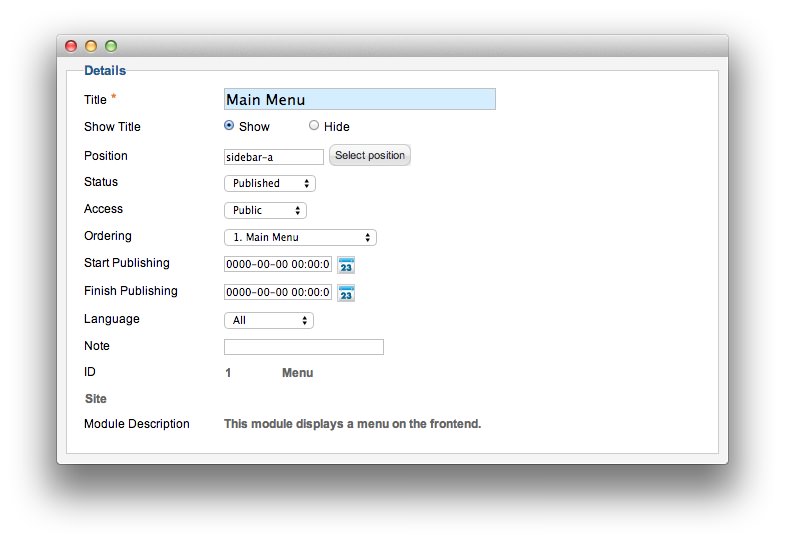 Details
Title * Main Menu
Show Title Show Hide
Position sidebar-a Select position
Status Published
Access Public
Ordering 1. Main Menu
Start Publishing 0000-00-00 00:00:0 23
Finish Publishing 0000-00-00 00:00:0 23
Language All
Note
ID 1 Menu
Site
Module Description This module displays a menu on the frontend.